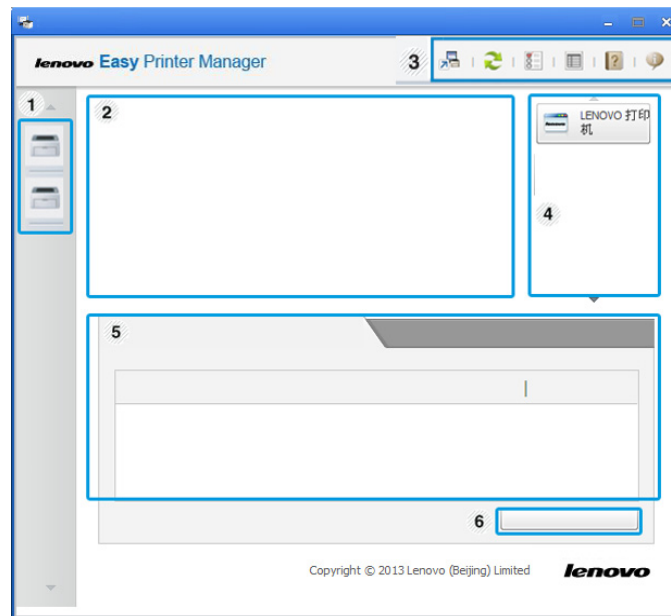 lenovo Easy Printer Manager
3
1
2
LENOVO 打印
机
4
5
6
Copyright © 2013 Lenovo (Beijing) Limited
lenovo